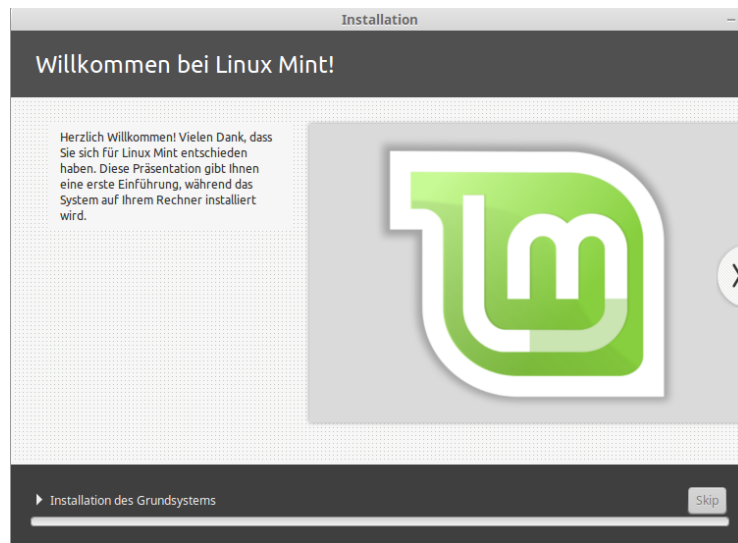 Installation
Willkommen bei Linux Mint!
Herzlich Willkommen! Vielen Dank, dass
Sie sich für Linux Mint entschieden
haben. Diese Präsentation gibt Ihnen
eine erste Einführung, während das
System auf Ihrem Rechner installiert
wird.
Installation des Grundsystems
Skip